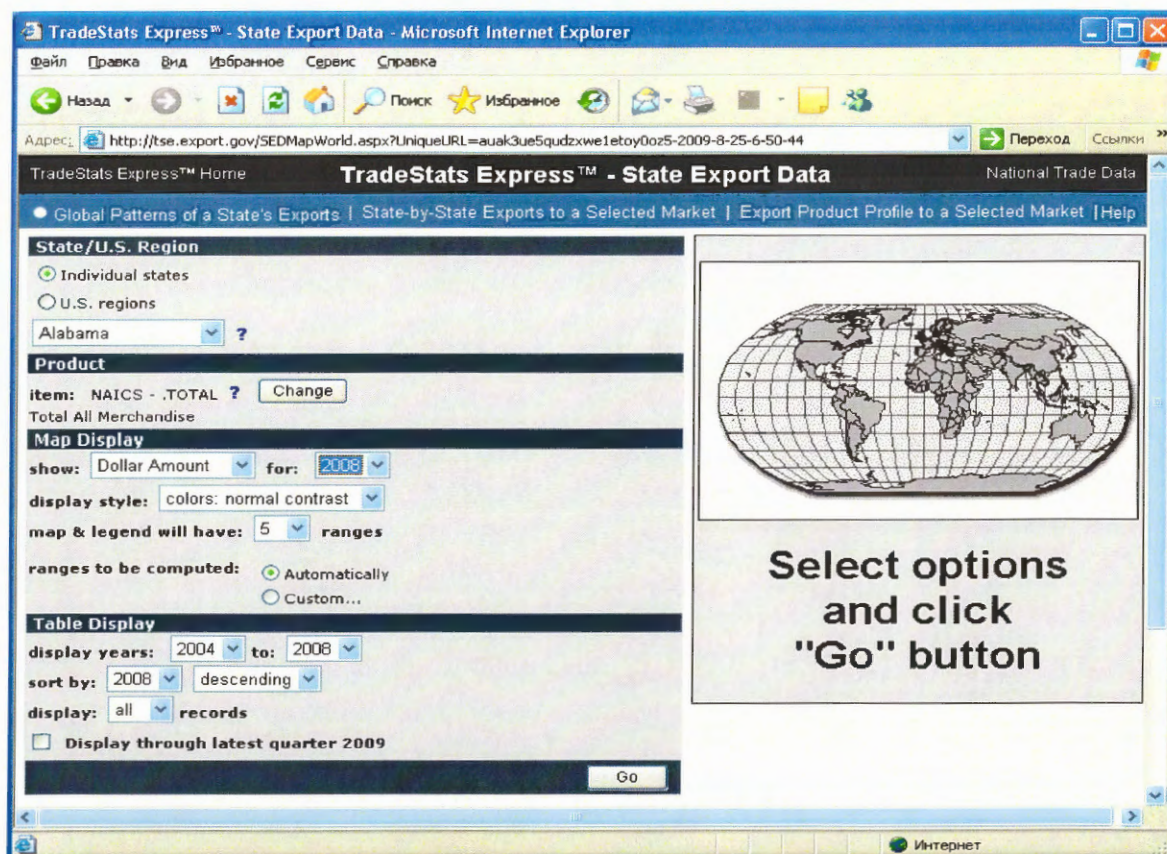 TradeStats Express™ - State Export Data - Microsoft Internet Explorer
Файл Правка Вид Избранное Сервис Справка
Назад Поиск Избранное
Адрес: http://tse.export.gov/SEDMapWorld.aspx?UniqueURL=auak3ue5qudzxwe1etoy0oz5-2009-8-25-6-50-44 Переход Ссылки »
TradeStats Express™ Home TradeStats Express™ - State Export Data National Trade Data
Global Patterns of a State's Exports | State-by-State Exports to a Selected Market | Export Product Profile to a Selected Market | Help
State/U.S. Region
Individual states
U.S. regions
Alabama ?
Product
item: NAICS - .TOTAL ? Change
Total All Merchandise
Map Display
show: Dollar Amount for: 2008
display style: colors: normal contrast
map & legend will have: 5 ranges
ranges to be computed: Automatically
Custom...
Table Display
display years: 2004 to: 2008
sort by: 2008 descending
display: all records
Display through latest quarter 2009
Go
Select options
and click
"Go" button
Интернет